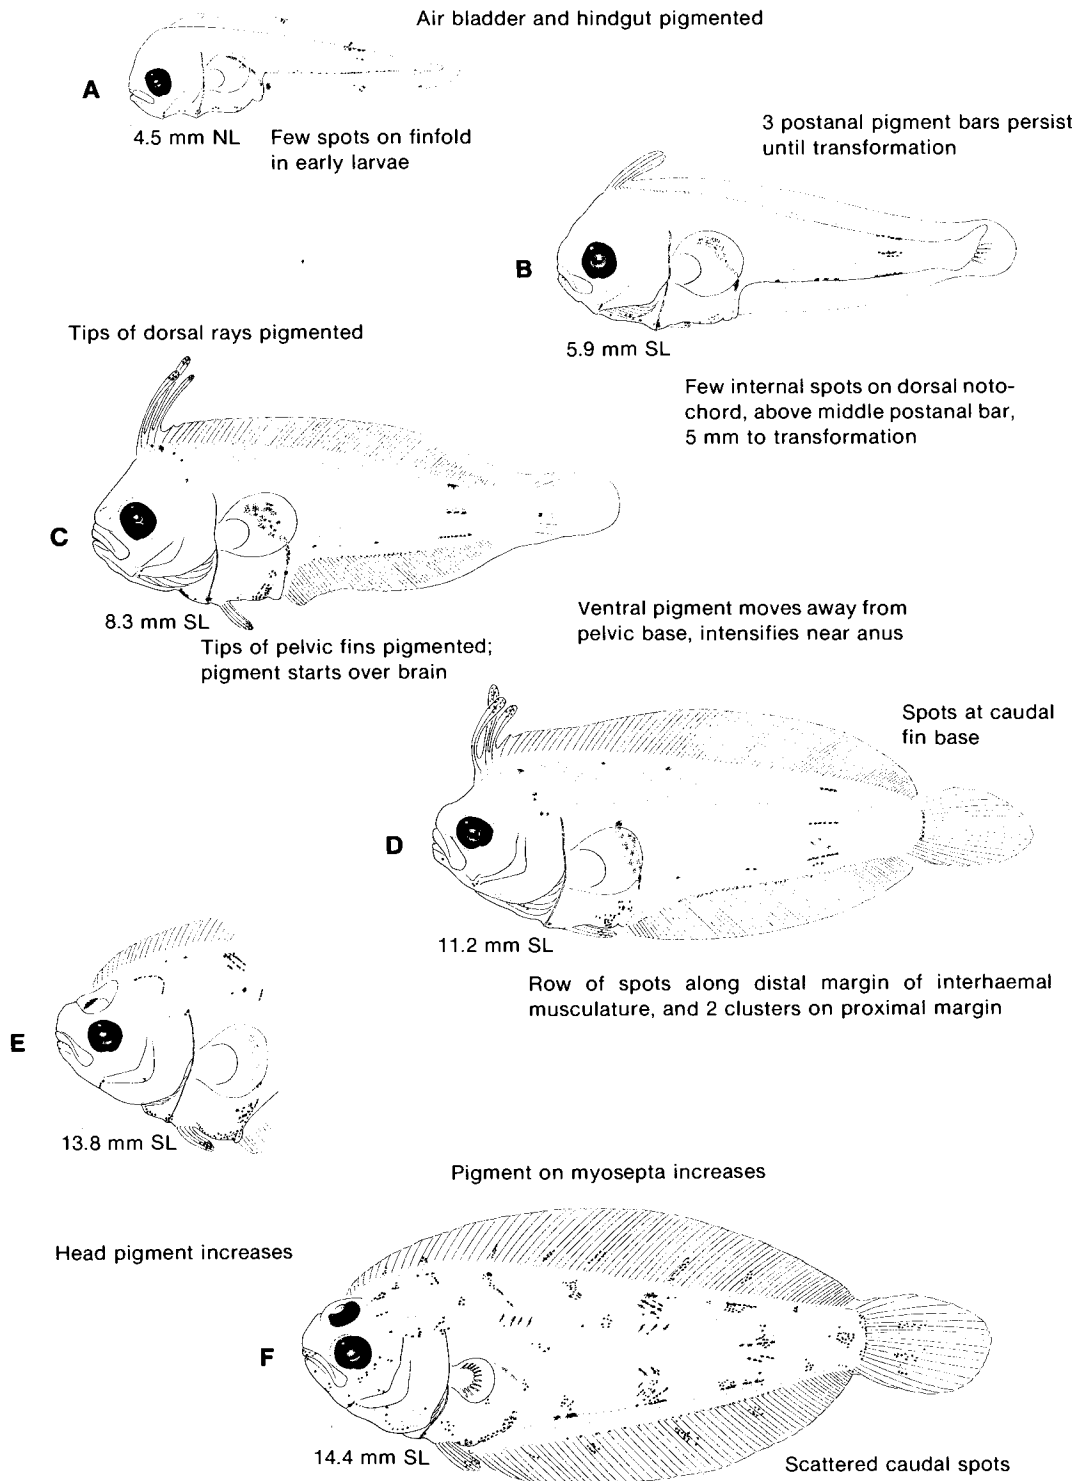 Air bladder and hindgut pigmented
A
4.5 mm NL
Few spots on finfold
in early larvae
3 postanal pigment bars persist
until transformation
B
5.9 mm SL
Tips of dorsal rays pigmented
Few internal spots on dorsal noto-
chord, above middle postanal bar,
5 mm to transformation
C
8.3 mm SL
Tips of pelvic fins pigmented;
pigment starts over brain
Ventral pigment moves away from
pelvic base, intensifies near anus
Spots at caudal
fin base
D
11.2 mm SL
Row of spots along distal margin of interhaemal
musculature, and 2 clusters on proximal margin
E
13.8 mm SL
Pigment on myosepta increases
Head pigment increases
F
14.4 mm SL
Scattered caudal spots